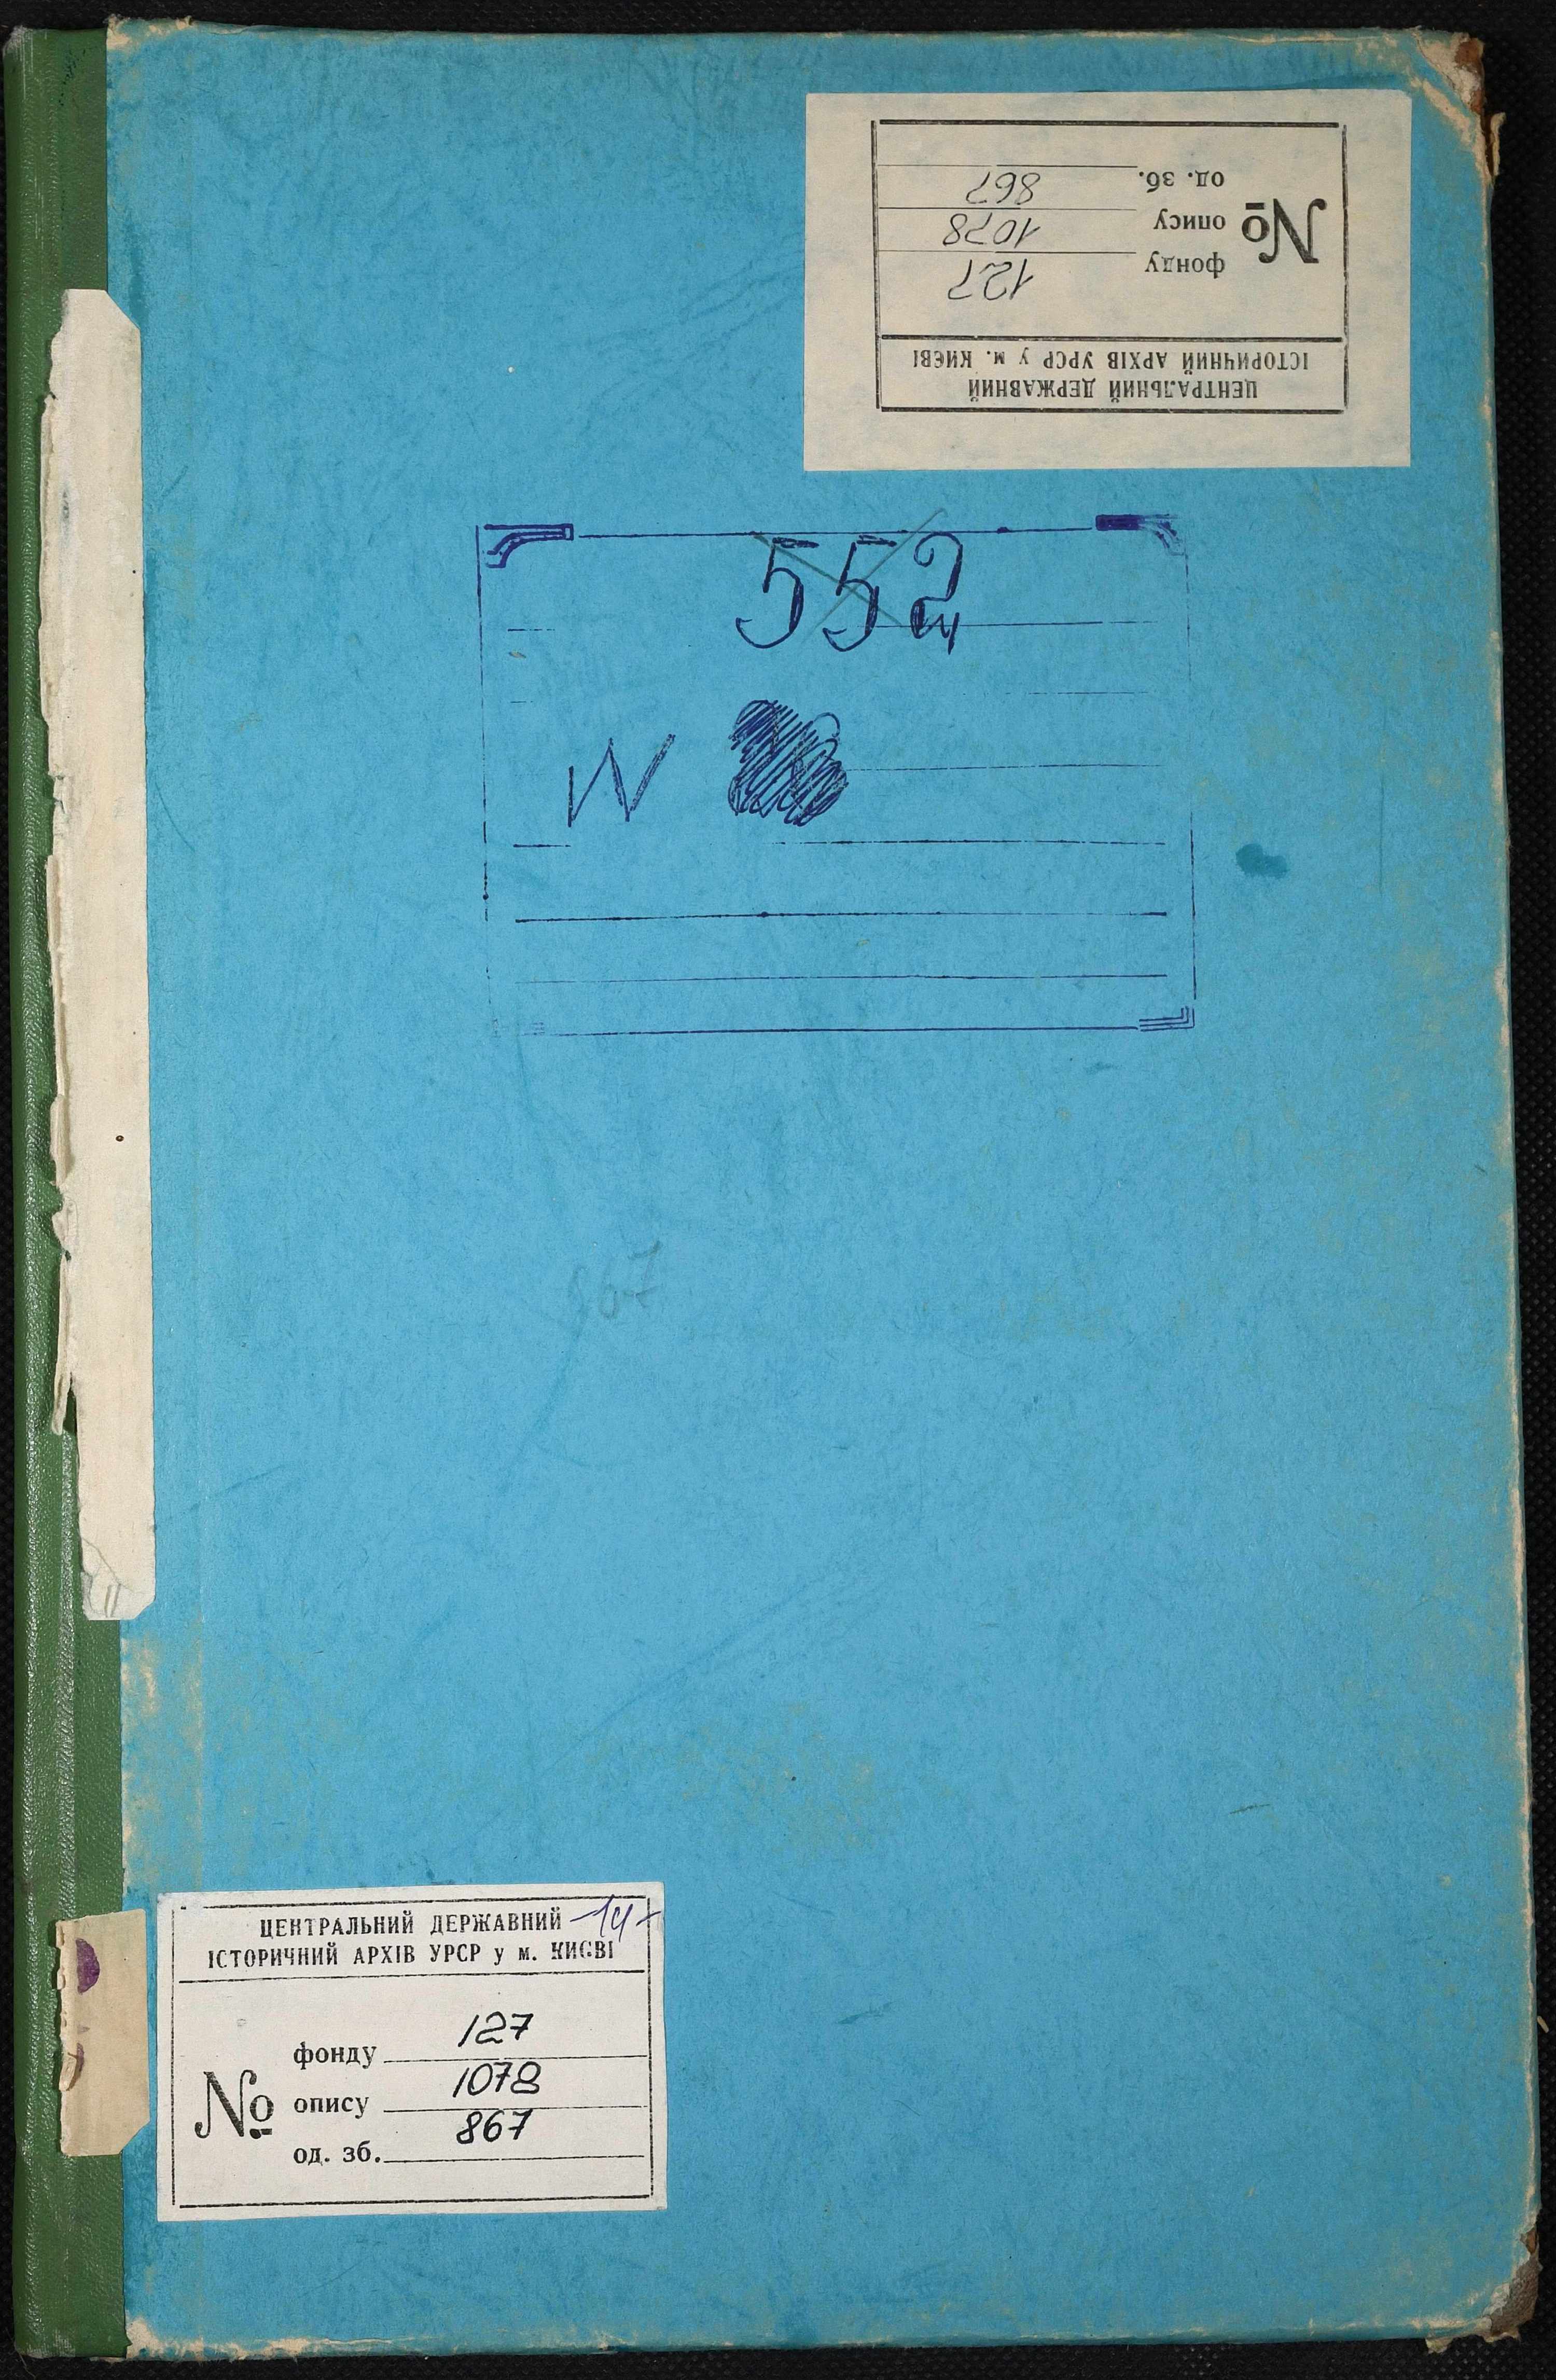 ЦЕНТРАЛЬНИЙ ДЕРЖАВНИЙ
ІСТОРИЧНИЙ АРХІВ УРСР у м. КИЄВІ
№
фонду 127
опису 1078
од. зб. 867
552
N
867
ЦЕНТРАЛЬНИЙ ДЕРЖАВНИЙ
ІСТОРИЧНИЙ АРХІВ УРСР у м. КИЄВІ
№
фонду 127
опису 1078
од. зб. 867